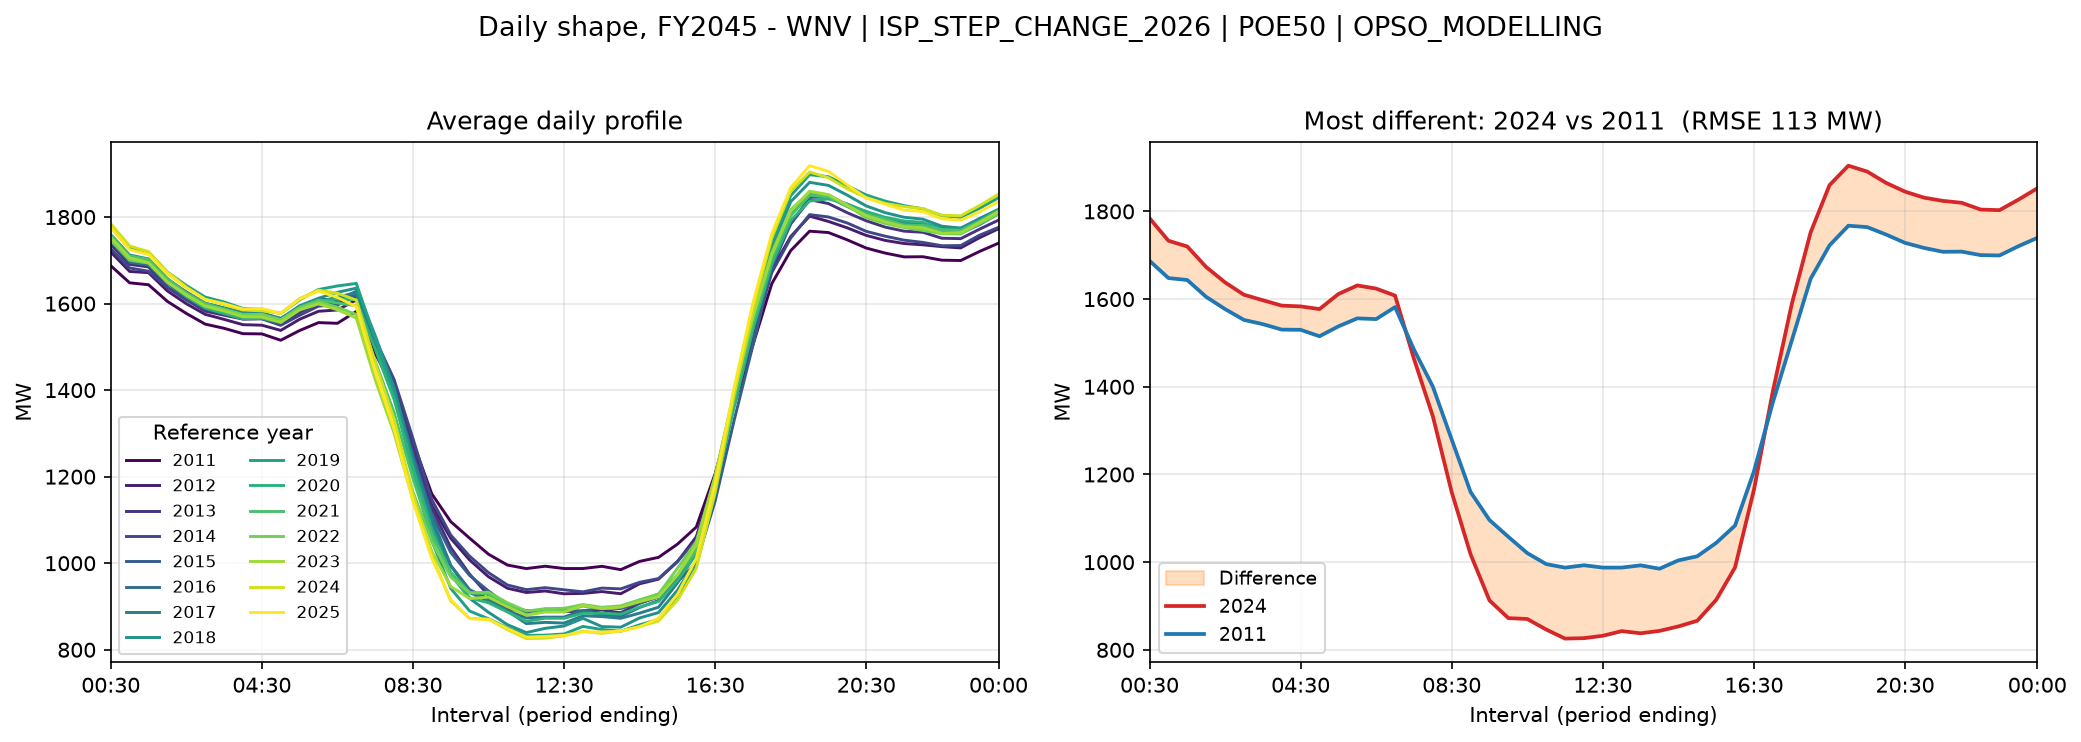 Daily shape, FY2045 - WNV | ISP_STEP_CHANGE_2026 | POE50 | OPSO_MODELLING
Average daily profile
MW
1800
1600
1400
1200
1000
800
Reference year
2011
2012
2013
2014
2015
2016
2017
2018
2019
2020
2021
2022
2023
2024
2025
00:30 04:30 08:30 12:30 16:30 20:30 00:00
Interval (period ending)
Most different: 2024 vs 2011 (RMSE 113 MW)
MW
1800
1600
1400
1200
1000
800
Difference
2024
2011
00:30 04:30 08:30 12:30 16:30 20:30 00:00
Interval (period ending)